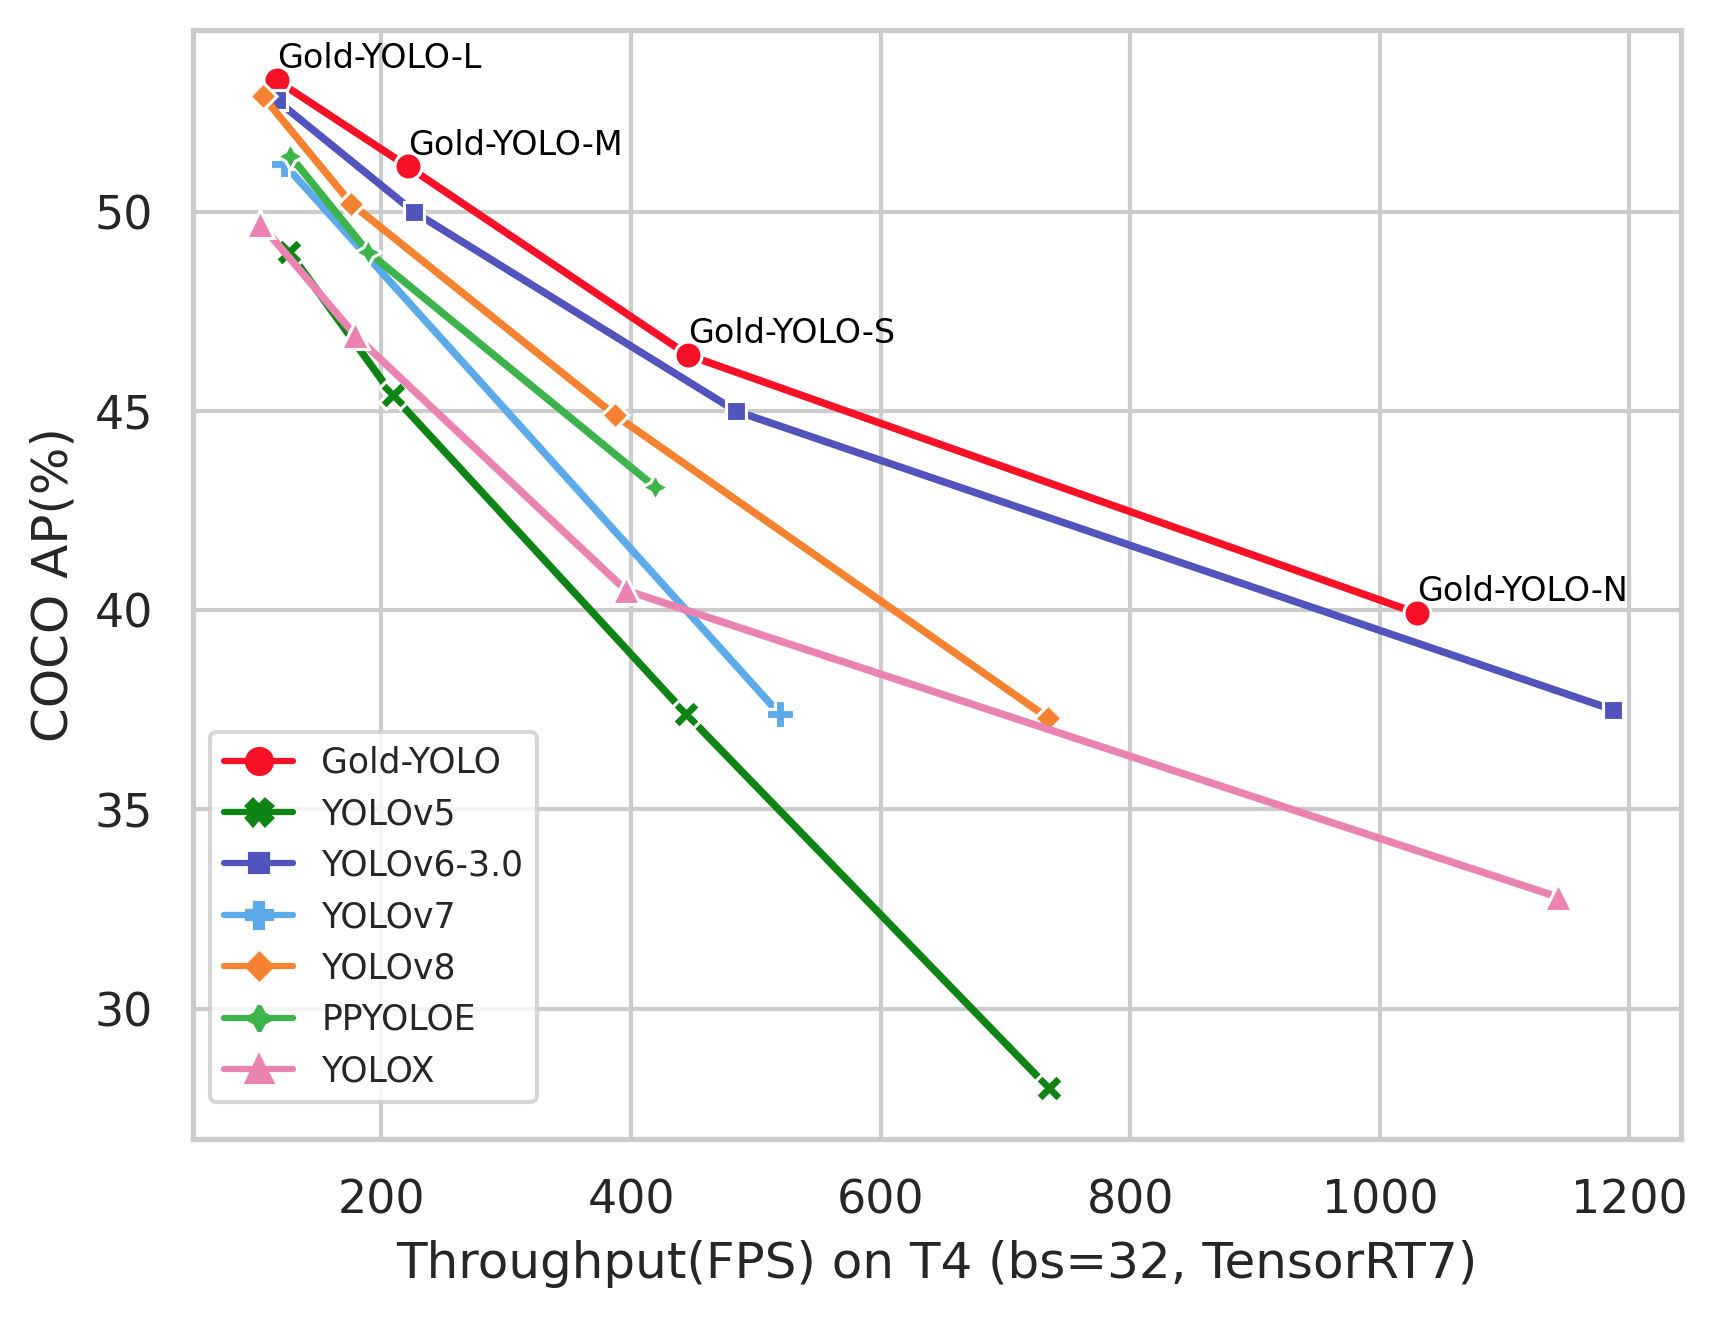 Gold-YOLO-L
Gold-YOLO-M
Gold-YOLO-S
Gold-YOLO-N
50
45
40
35
30
COCO AP(%)
Gold-YOLO
YOLOv5
YOLOv6-3.0
YOLOv7
YOLOv8
PPYOLOE
YOLOX
200 400 600 800 1000 1200
Throughput(FPS) on T4 (bs=32, TensorRT7)